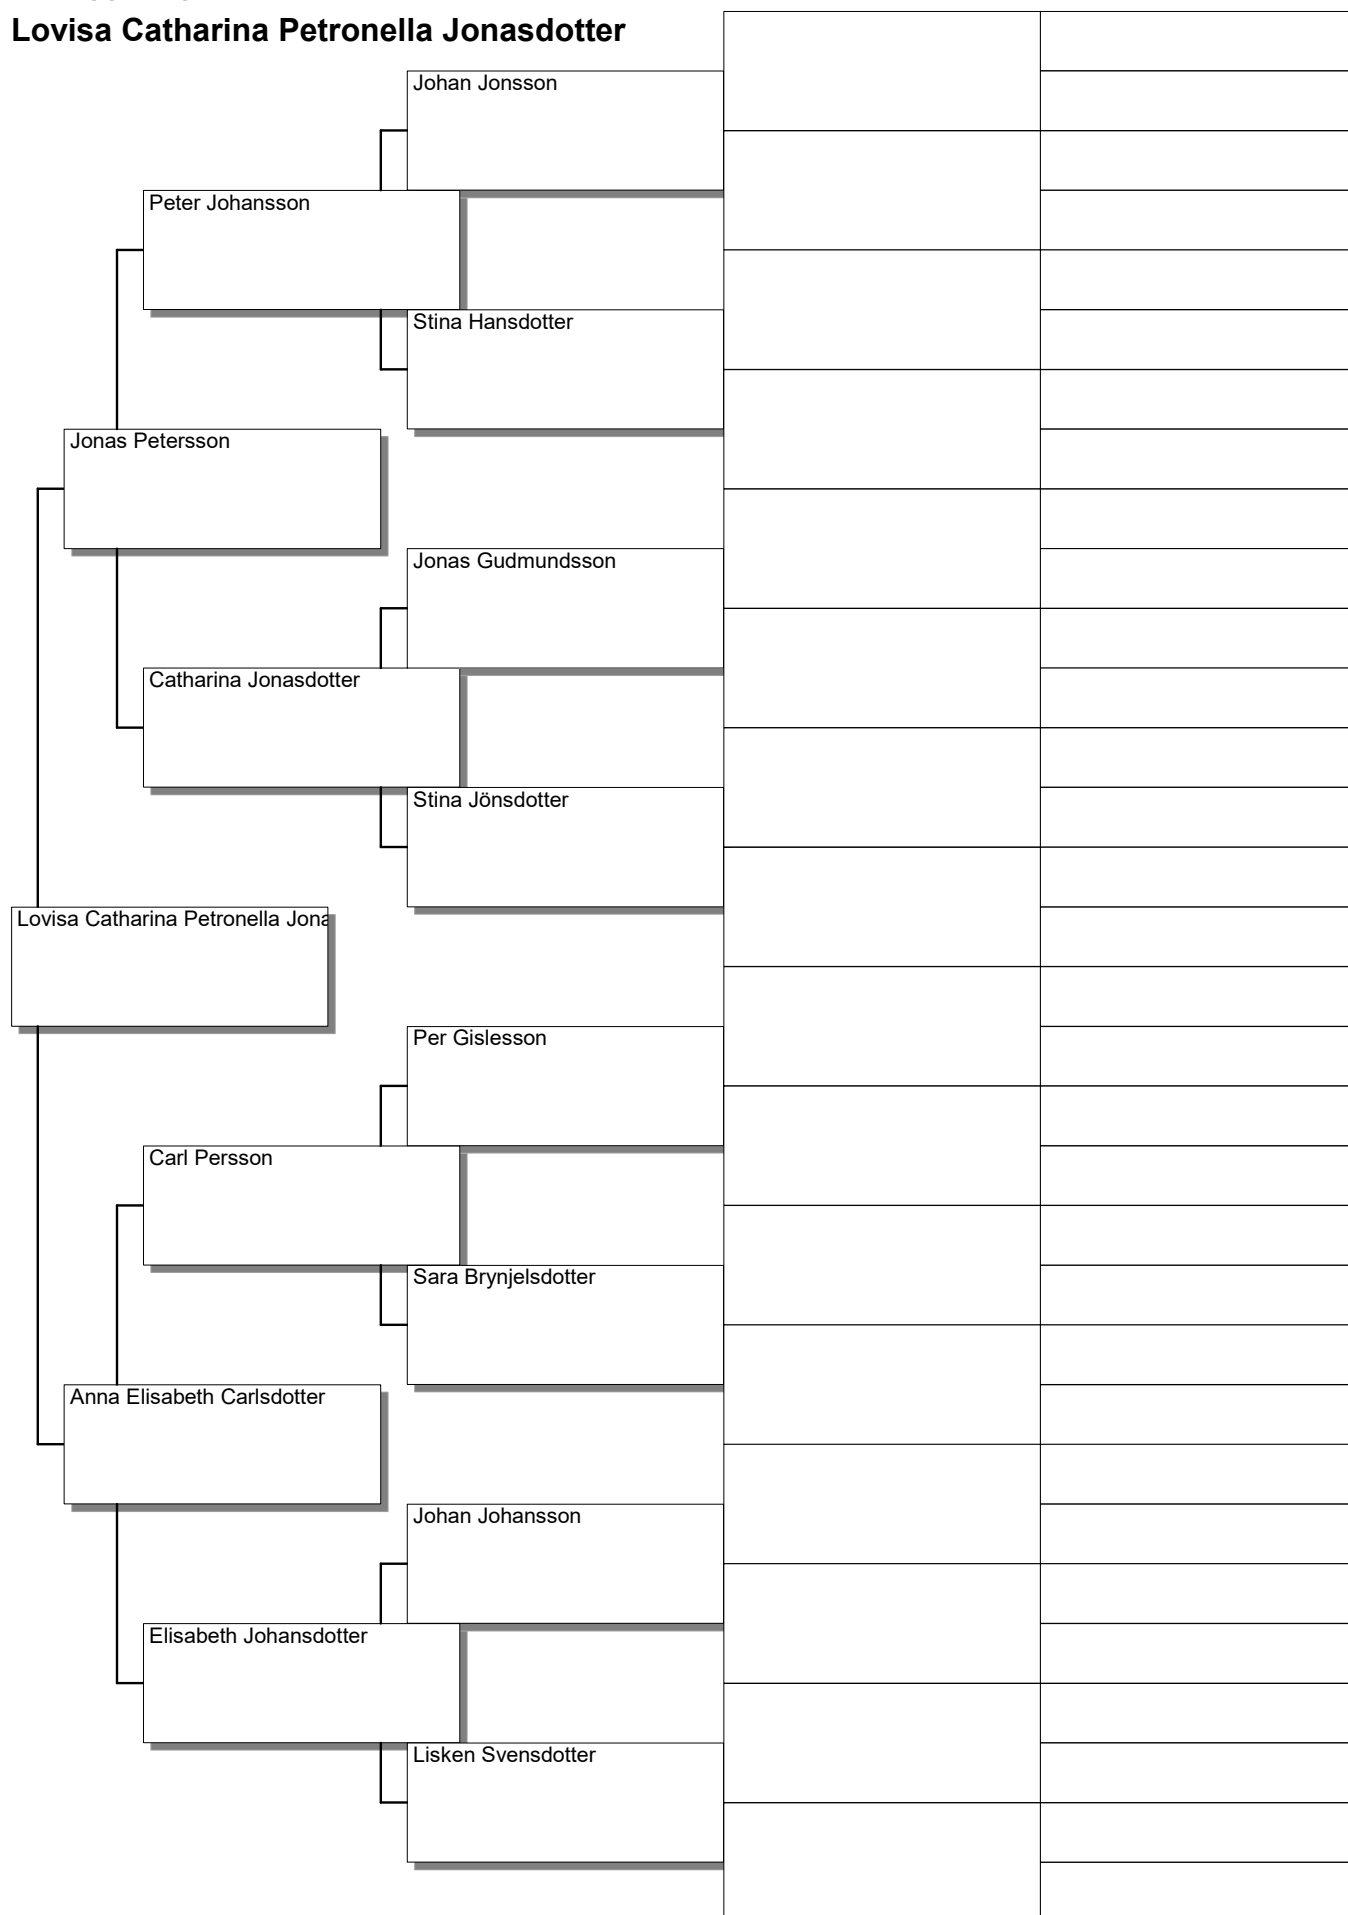 Lovisa Catharina Petronella Jonasdotter
Johan Jonsson
Peter Johansson
Stina Hansdotter
Jonas Petersson
Jonas Gudmundsson
Catharina Jonasdotter
Stina Jönsdotter
Lovisa Catharina Petronella Jona
Per Gislesson
Carl Persson
Sara Brynjelsdotter
Anna Elisabeth Carlsdotter
Johan Johansson
Elisabeth Johansdotter
Lisken Svensdotter